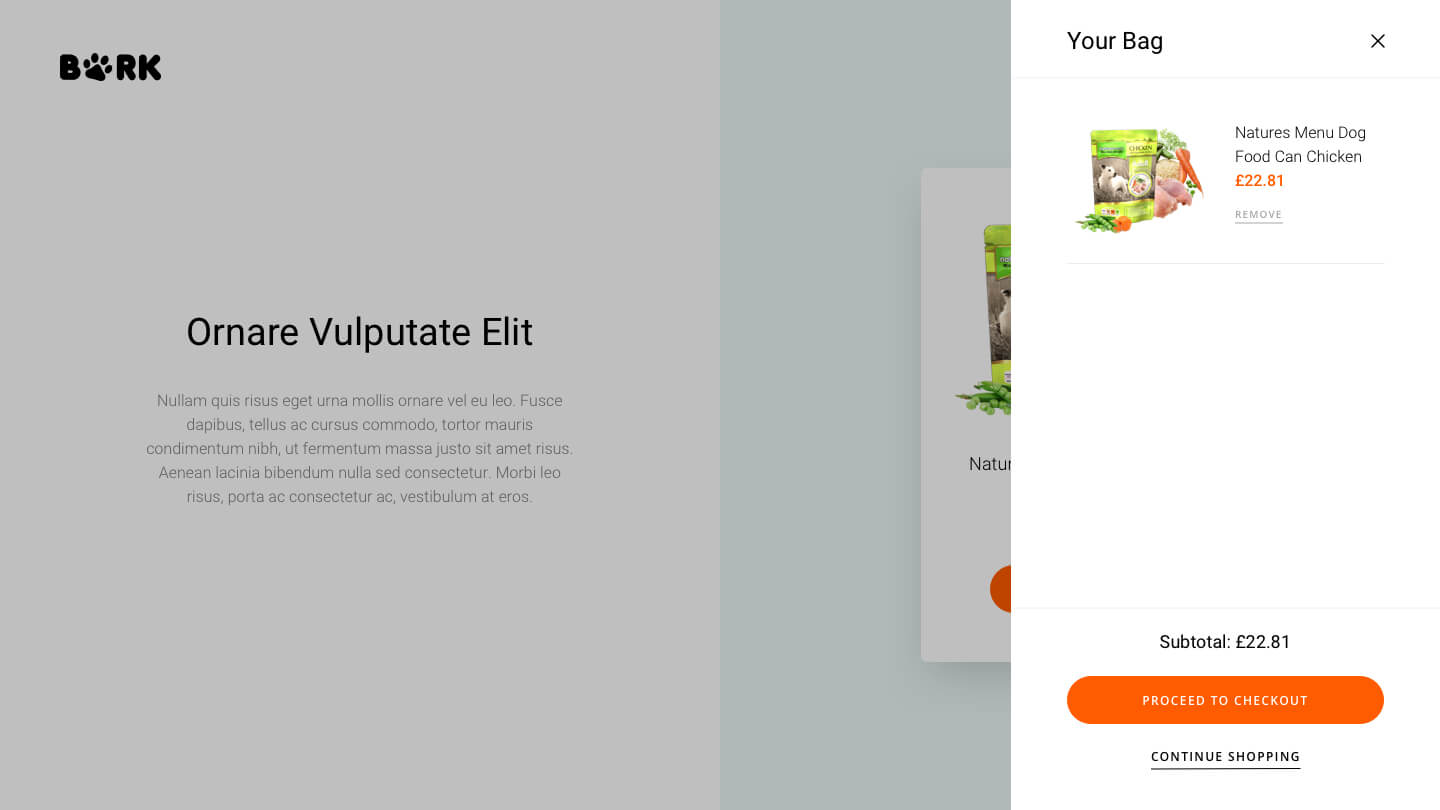 BORK
Your Bag
Natures Menu Dog
Food Can Chicken
£22.81
REMOVE
CHICKEN
Ornare Vulputate Elit
Nullam quis risus eget urna mollis ornare vel eu leo. Fusce
dapibus, tellus ac cursus commodo, tortor mauris
condimentum nibh, ut fermentum massa justo sit amet risus.
Aenean lacinia bibendum nulla sed consectetur. Morbi leo
risus, porta ac consectetur ac, vestibulum at eros.
Natur
Subtotal: £22.81
PROCEED TO CHECKOUT
CONTINUE SHOPPING